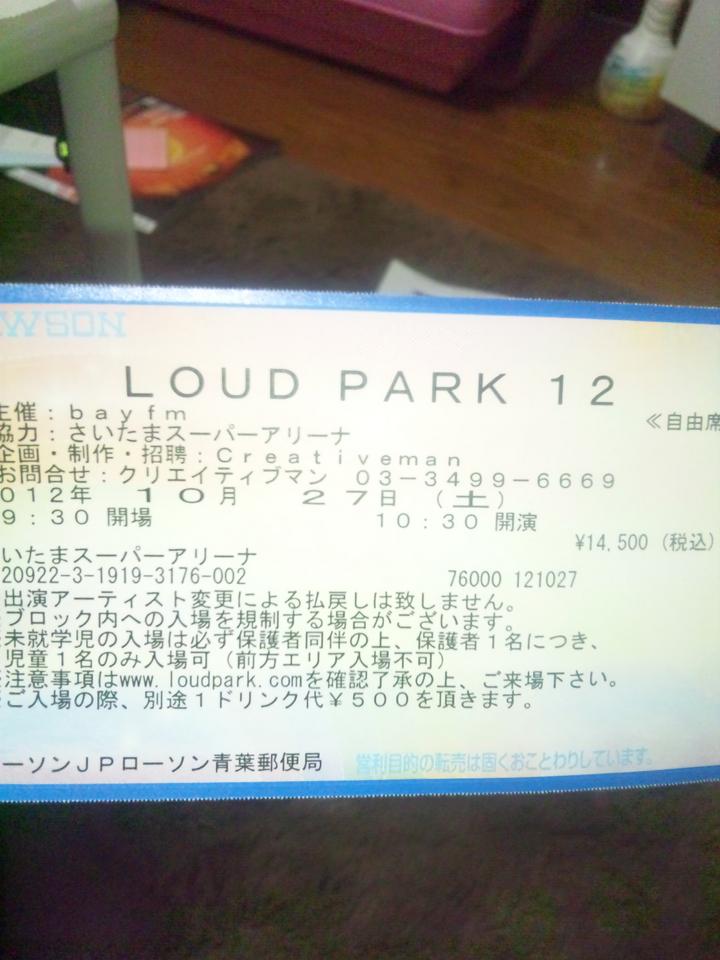 WSON
LOUD PARK 12
主催：bayfm
≪自由席
協力：さいたまスーパーアリーナ
企画・制作・招聘：Creativeman
お問合せ：クリエイティブマン 03-3499-6669
012年 10月 27日 (土)
9：30 開場 10：30 開演
¥14,500 (税込)
いたまスーパーアリーナ
20922-3-1919-3176-002 76000 121027
出演アーティスト変更による払戻しは致しません。
ブロック内への入場を規制する場合がございます。
未就学児の入場は必ず保護者同伴の上、保護者1名につき、
児童1名のみ入場可（前方エリア入場不可）
注意事項はwww.loudpark.comを確認了承の上、ご来場下さい。
ご入場の際、別途1ドリンク代￥500を頂きます。
ーソンJPローソン青葉郵便局
営利目的の転売は固くおことわりしています。